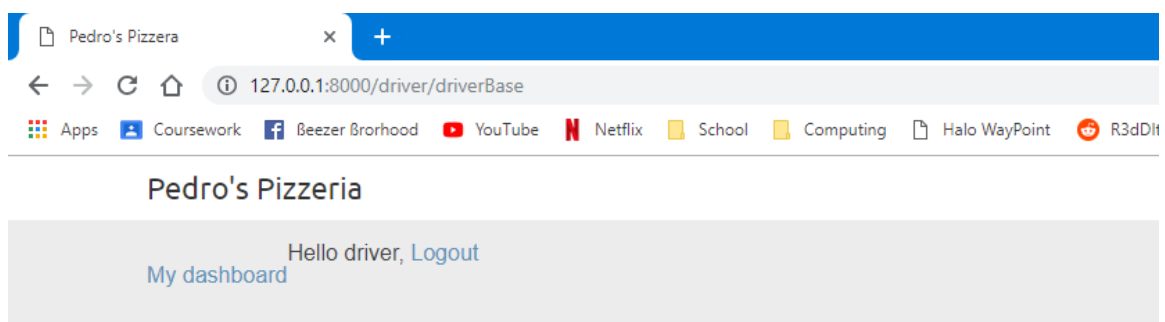 Pedro's Pizzera
127.0.0.1:8000/driver/driverBase
Apps Coursework ßeezer ßrorhood YouTube Netflix School Computing Halo WayPoint R3dDIt
Pedro's Pizzeria
Hello driver, Logout
My dashboard